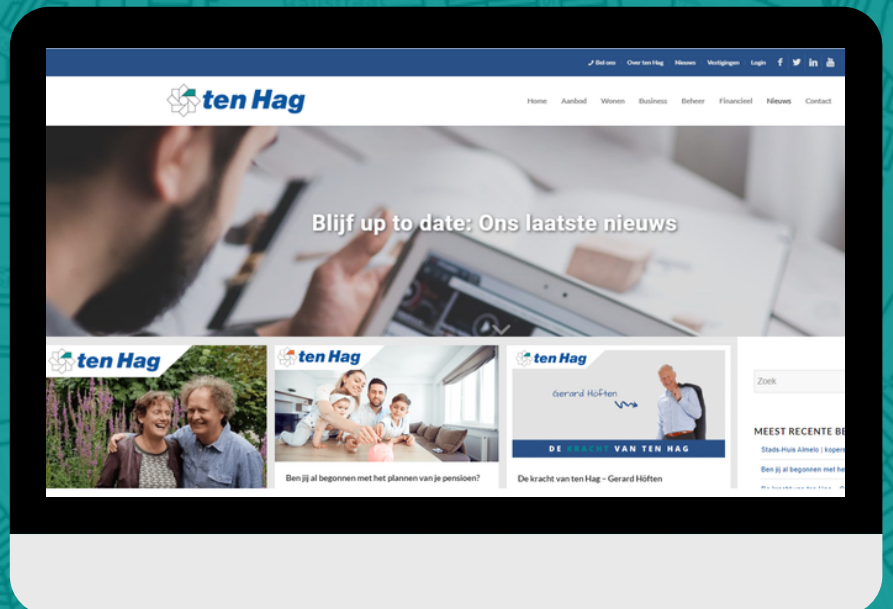 Bel ons Over ten Hag Nieuws Vestigingen Login
ten Hag
Home Aanbod Wonen Business Beheer Financieel Nieuws Contact
Blijf up to date: Ons laatste nieuws
ten Hag
ten Hag
ten Hag
Gerard Höften
DE KRACHT VAN TEN HAG
Ben jij al begonnen met het plannen van je pensioen?
De kracht van ten Hag – Gerard Höften
Zoek
MEEST RECENTE BE
Stads-Huis Almelo | kopers
Ben jij al begonnen met he